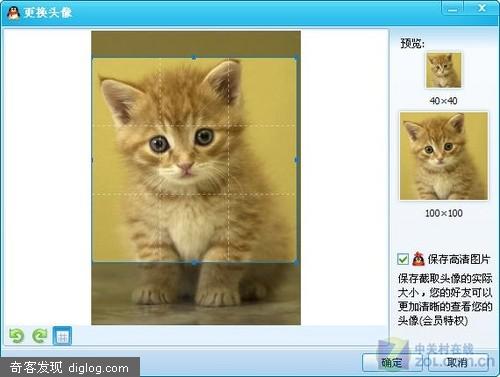 更换头像
预览:
40×40
100×100
保存高清图片
保存截取头像的实际
大小，您的好友可以
更加清晰的查看您的
头像(会员特权)
中关村在线
zol.com.cn
确定
取消
奇客发现 diglog.com